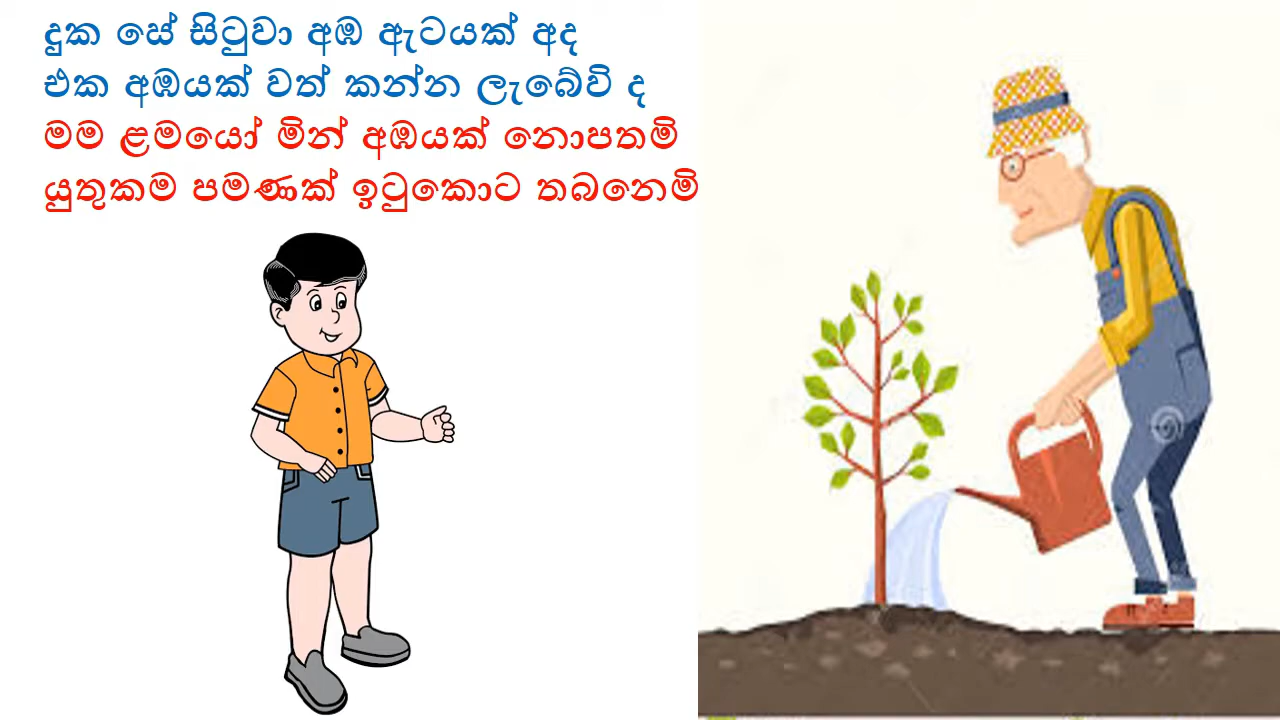 දුක සේ සිටුවා අඹ ඇටයක් අද
එක අඹයක් වත් කන්න ලැබේවි ද
මම ළමයෝ මින් අඹයක් නොපතමි
යුතුකම පමණක් ඉටුකොට තබනෙමි